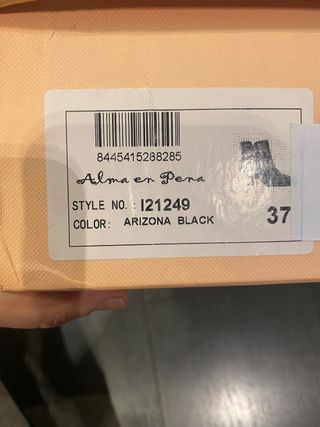 8445415288285
Alma en Pena
STYLE NO. : I21249
COLOR: ARIZONA BLACK
37